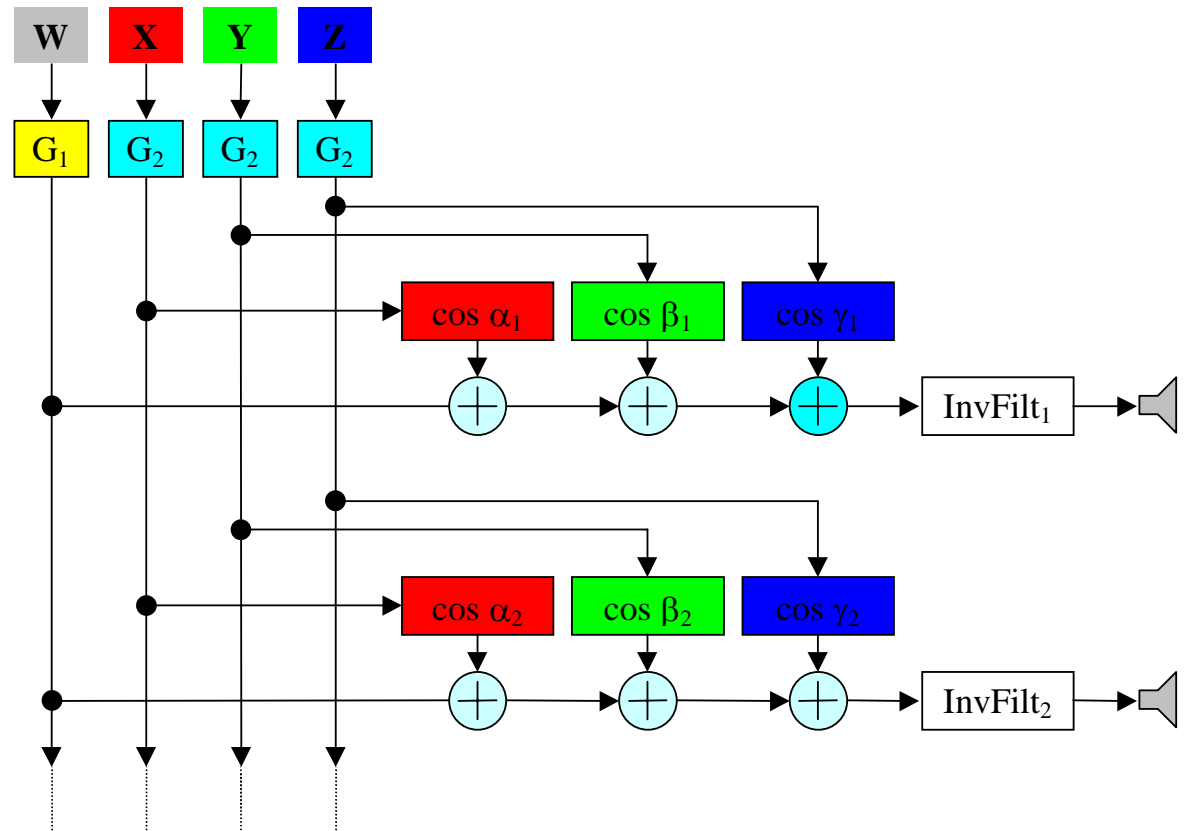 W X Y Z
G₁ G₂ G₂ G₂
cos α₁ cos β₁ cos γ₁
InvFilt₁
cos α₂ cos β₂ cos γ₂
InvFilt₂